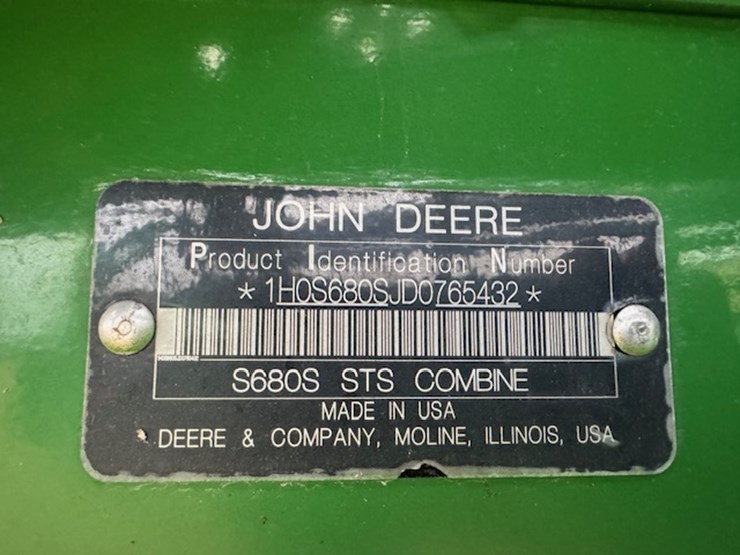 JOHN DEERE
Product Identification Number
* 1H0S680SJD0765432 *
S680S STS COMBINE
MADE IN USA
DEERE & COMPANY, MOLINE, ILLINOIS, USA